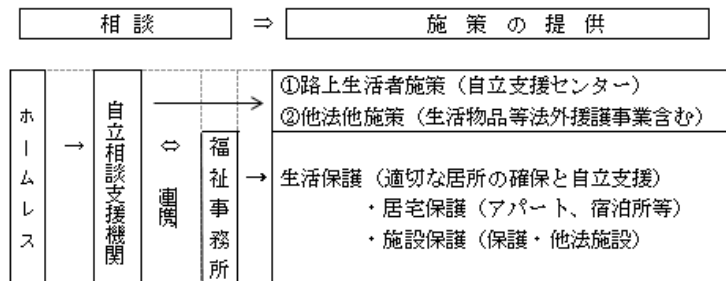 相談 ⇒ 施策の提供
ホームレス
→
自立相談支援機関
⇔
連携
福祉事務所
→
①路上生活者施策（自立支援センター）
②他法他施策（生活物品等法外援護事業含む）
→
生活保護（適切な居所の確保と自立支援）
・居宅保護（アパート、宿泊所等）
・施設保護（保護・他法施設）